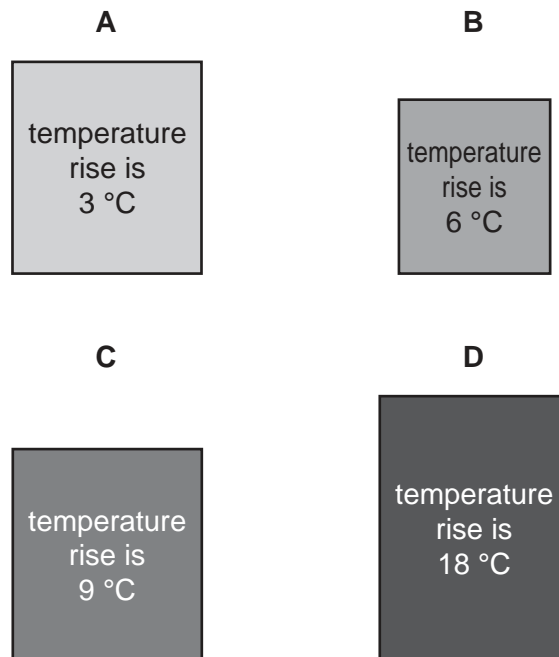 A
B
temperature
rise is
3 °C
temperature
rise is
6 °C
C
D
temperature
rise is
9 °C
temperature
rise is
18 °C